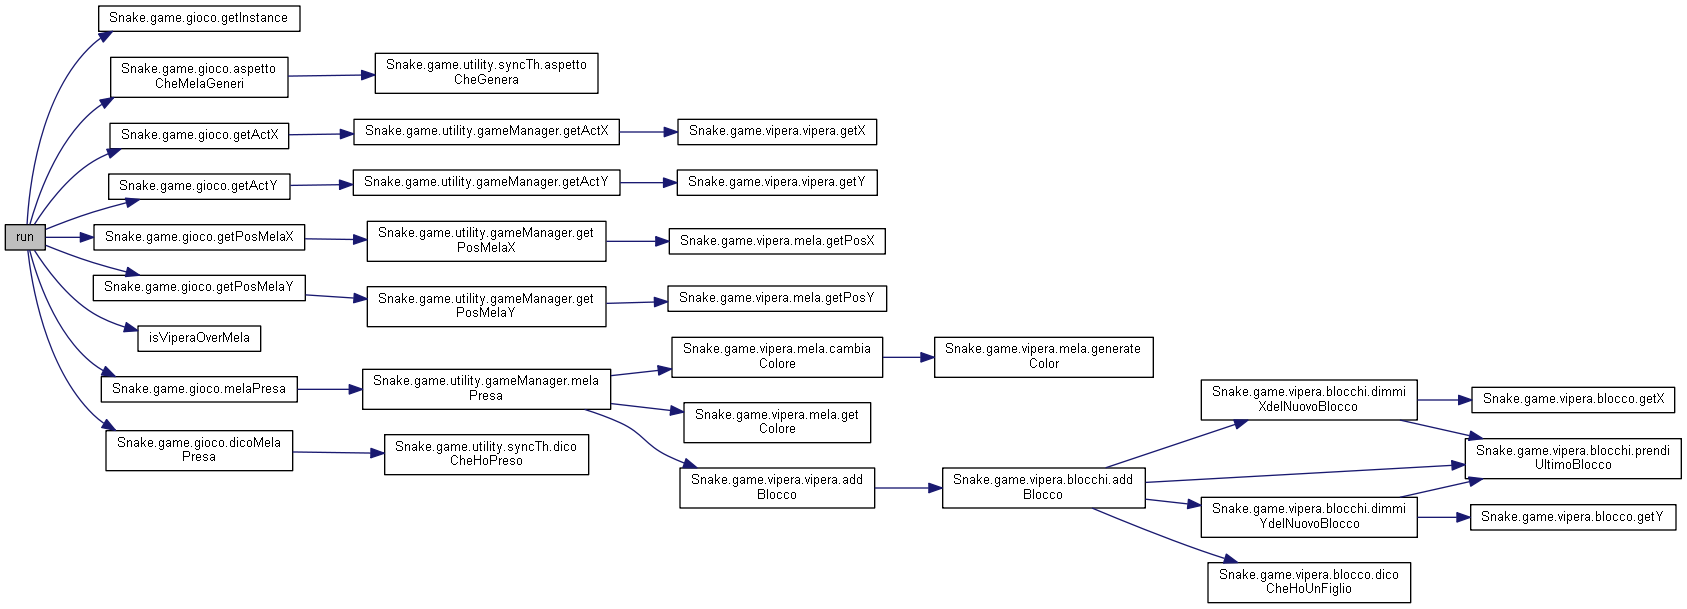 run
Snake.game.gioco.getInstance
Snake.game.gioco.aspetto
CheMelaGeneri
Snake.game.utility.syncTh.aspetto
CheGenera
Snake.game.gioco.getActX
Snake.game.utility.gameManager.getActX
Snake.game.vipera.vipera.getX
Snake.game.gioco.getActY
Snake.game.utility.gameManager.getActY
Snake.game.vipera.vipera.getY
Snake.game.gioco.getPosMelaX
Snake.game.utility.gameManager.get
PosMelaX
Snake.game.vipera.mela.getPosX
Snake.game.gioco.getPosMelaY
Snake.game.utility.gameManager.get
PosMelaY
Snake.game.vipera.mela.getPosY
isViperaOverMela
Snake.game.gioco.melaPresa
Snake.game.utility.gameManager.mela
Presa
Snake.game.vipera.mela.cambia
Colore
Snake.game.vipera.mela.generate
Color
Snake.game.vipera.mela.get
Colore
Snake.game.vipera.vipera.add
Blocco
Snake.game.vipera.blocchi.add
Blocco
Snake.game.vipera.blocchi.dimmi
XdelNuovoBlocco
Snake.game.vipera.blocco.getX
Snake.game.vipera.blocchi.prendi
UltimoBlocco
Snake.game.vipera.blocchi.dimmi
YdelNuovoBlocco
Snake.game.vipera.blocco.getY
Snake.game.vipera.blocco.dico
CheHoUnFiglio
Snake.game.gioco.dicoMela
Presa
Snake.game.utility.syncTh.dico
CheHoPreso